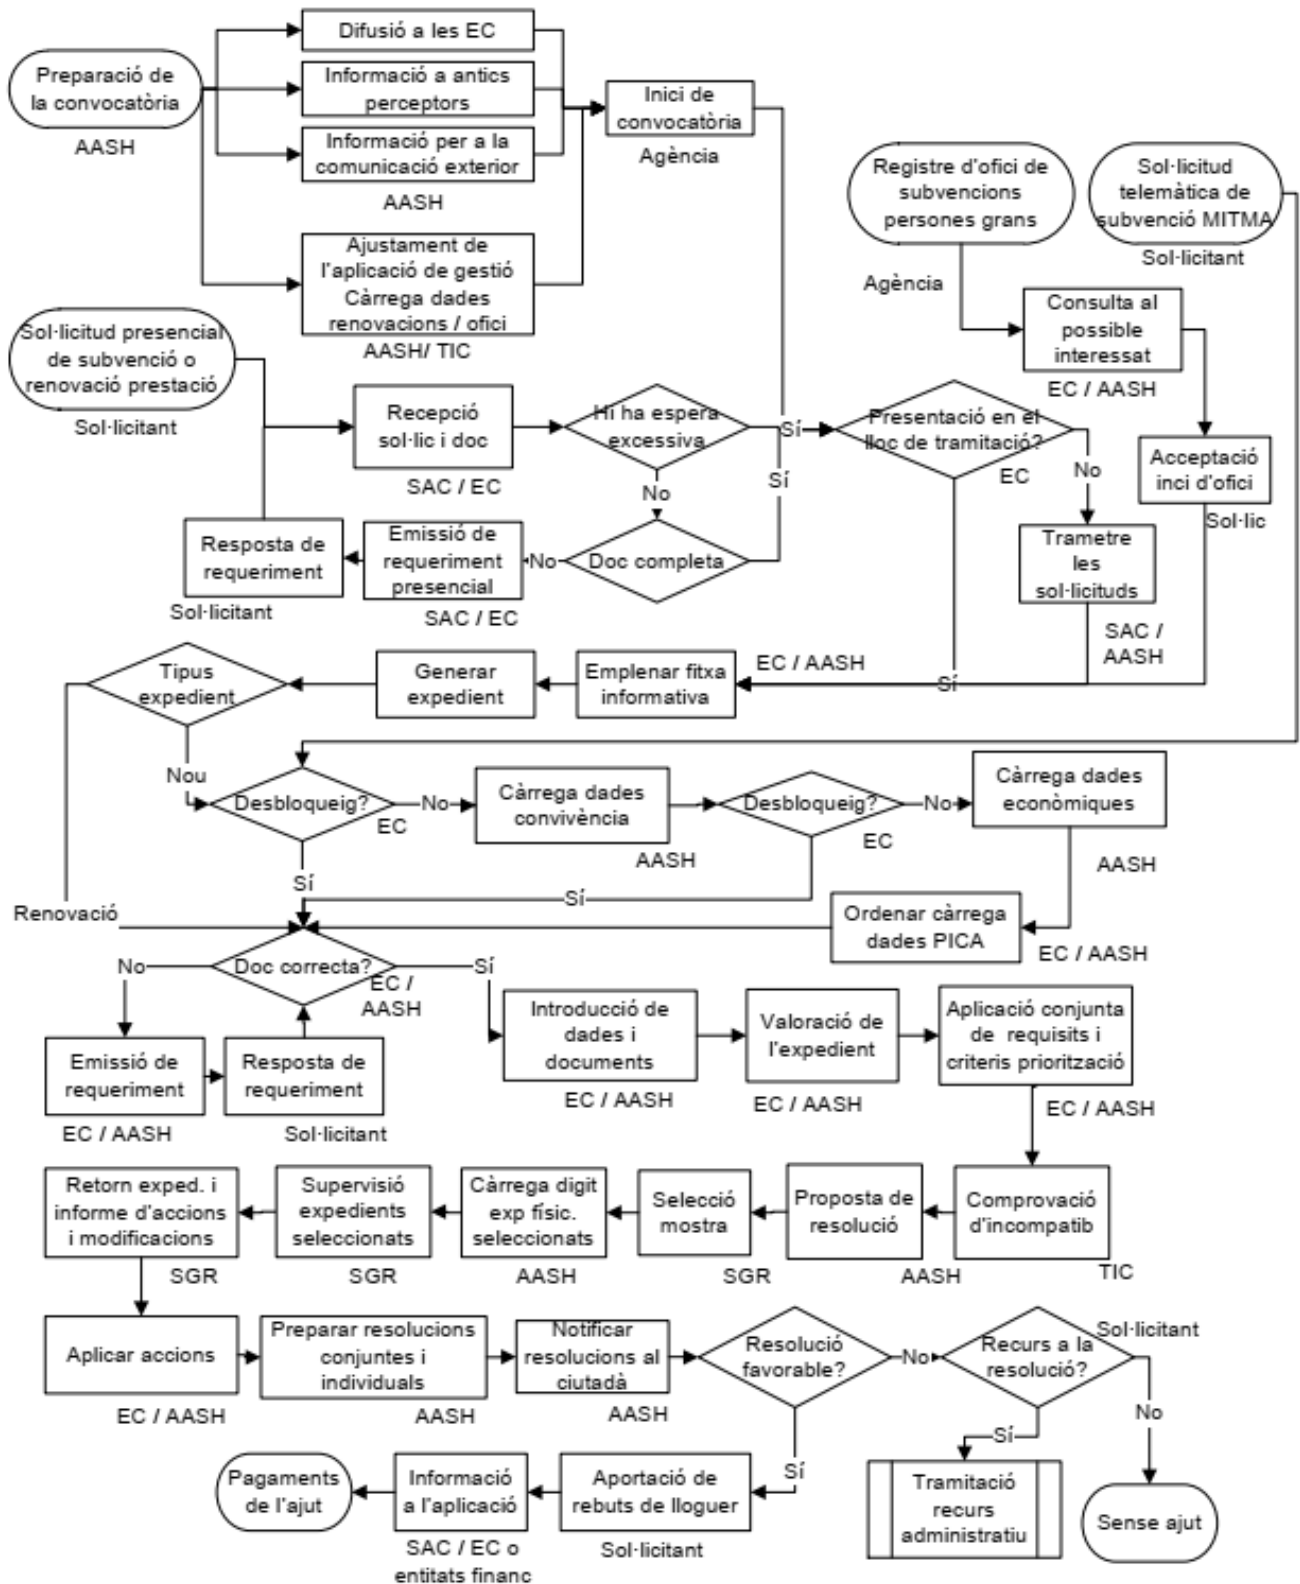 Difusió a les EC
Preparació de
la convocatòria
AASH
Informació a antics
perceptors
Informació per a la
comunicació exterior
AASH
Inici de
convocatòria
Agència
Ajustament de
l'aplicació de gestió
Càrrega dades
renovacions / ofici
AASH/ TIC
Registre d'ofici de
subvencions
persones grans
Agència
Sol·licitud
telemàtica de
subvenció MITMA
Sol·licitant
Consulta al
possible
interessat
EC / AASH
Sol·licitud presencial
de subvenció o
renovació prestació
Sol·licitant
Recepció
sol·lic i doc
SAC / EC
Hi ha espera
excessiva
Sí
No
Sí
Presentació en el
lloc de tramitació?
EC
No
Acceptació
inci d'ofici
Sol·lic
Resposta de
requeriment
Sol·licitant
Emissió de
requeriment
presencial
SAC / EC
No
Doc completa
Trametre
les
sol·licituds
SAC /
AASH
Tipus
expedient
Generar
expedient
Emplenar fitxa
informativa
EC / AASH
Sí
Nou
Desbloqueig?
EC
No
Càrrega dades
convivència
AASH
Desbloqueig?
EC
No
Càrrega dades
econòmiques
AASH
Sí
Sí
Renovació
Ordenar càrrega
dades PICA
EC / AASH
No
Doc correcta?
EC /
AASH
Sí
Emissió de
requeriment
EC / AASH
Resposta de
requeriment
Sol·licitant
Introducció de
dades i
documents
EC / AASH
Valoració de
l'expedient
EC / AASH
Aplicació conjunta
de requisits i
criteris priorització
EC / AASH
Retorn exped. i
informe d'accions
i modificacions
SGR
Supervisió
expedients
seleccionats
SGR
Càrrega digit
exp físic.
seleccionats
AASH
Selecció
mostra
SGR
Proposta de
resolució
AASH
Comprovació
d'incompatib
TIC
Aplicar accions
EC / AASH
Preparar resolucions
conjuntes i
individuals
AASH
Notificar
resolucions al
ciutadà
AASH
Resolució
favorable?
No
Recurs a la
resolució?
Sol·licitant
No
Sí
Sí
Pagaments
de l'ajut
Informació
a l'aplicació
SAC / EC o
entitats financ
Aportació de
rebuts de lloguer
Sol·licitant
Tramitació
recurs
administratiu
Sense ajut